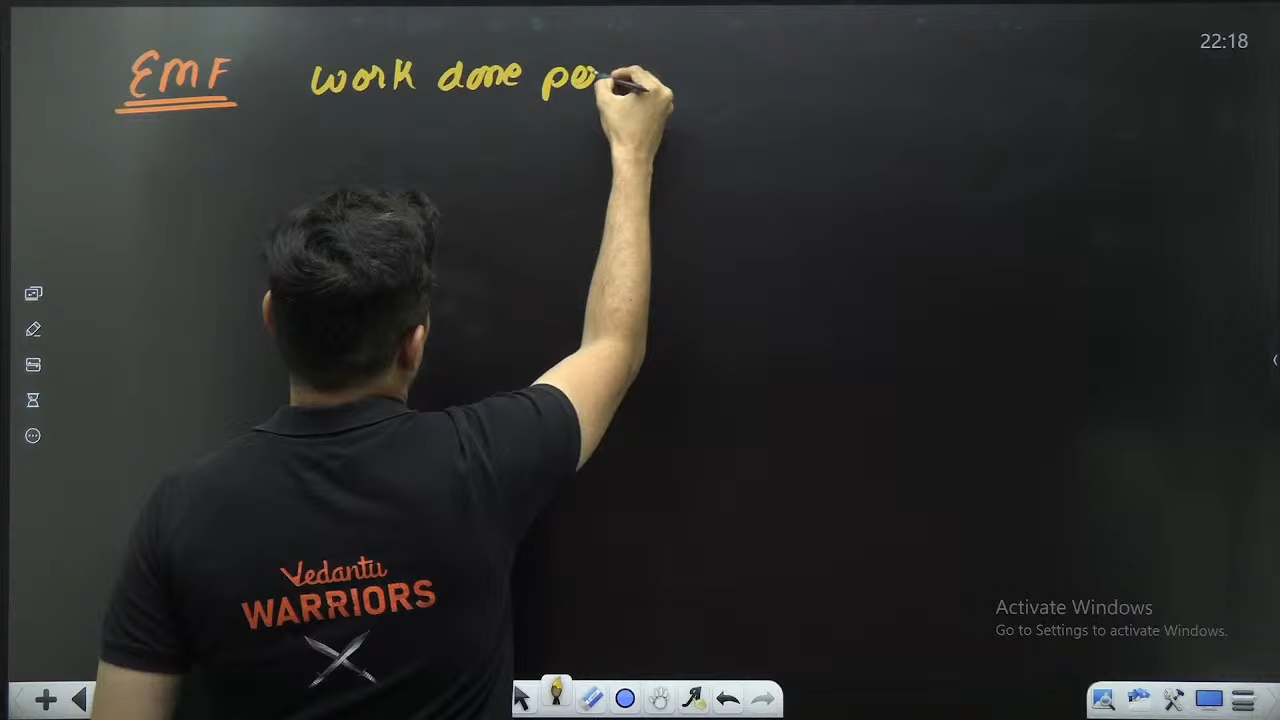 EMF work done pe
22:18
Vedantu
WARRIORS
Activate Windows
Go to Settings to activate Windows.